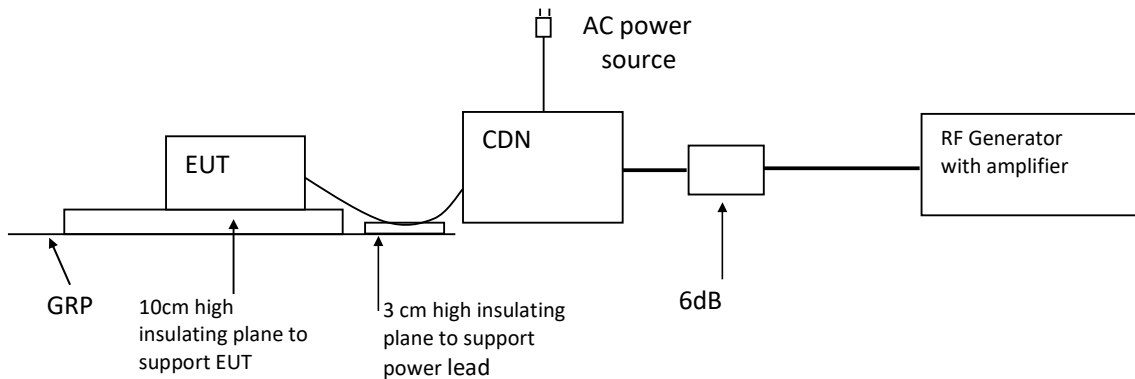 AC power
source
CDN
EUT
RF Generator
with amplifier
GRP
10cm high
insulating plane to
support EUT
3 cm high insulating
plane to support
power lead
6dB